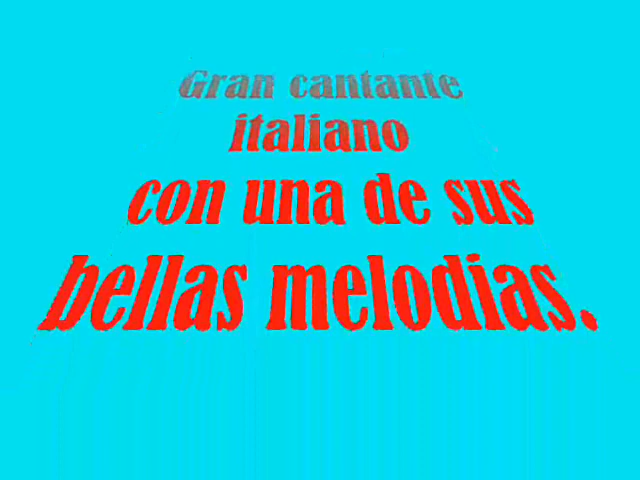 Gran cantante
italiano
con una de sus
bellas melodias.